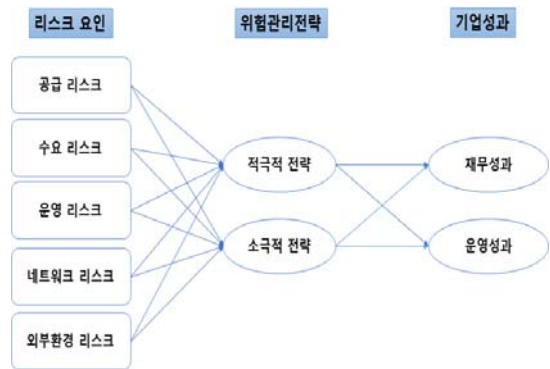 리스크 요인
위험관리전략
기업성과
공급 리스크
수요 리스크
운영 리스크
네트워크 리스크
외부환경 리스크
적극적 전략
소극적 전략
재무성과
운영성과